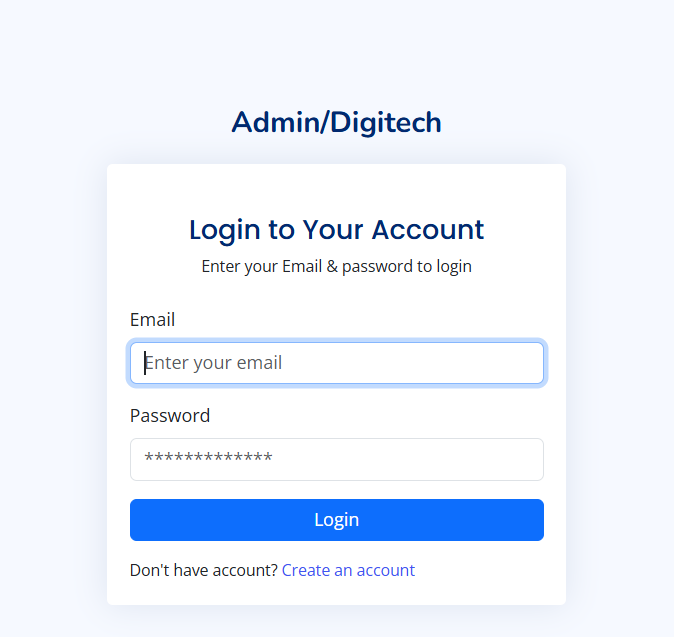 Admin/Digitech
Login to Your Account
Enter your Email & password to login
Email
Enter your email
Password
*************
Login
Don't have account? Create an account